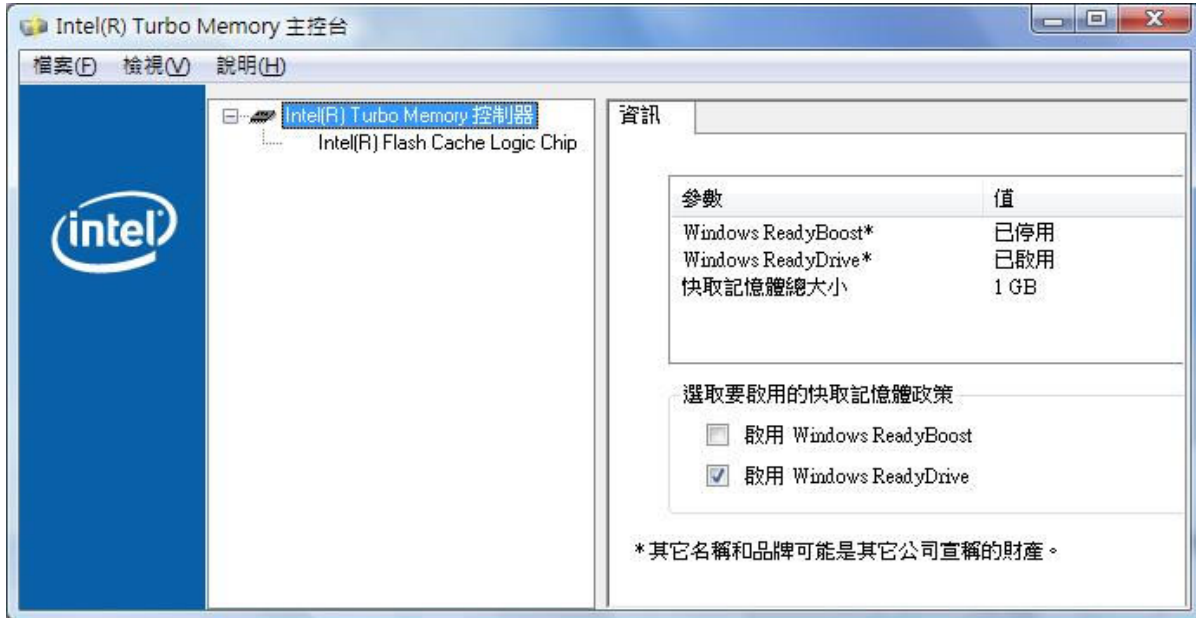 Intel(R) Turbo Memory 主控台
檔案(F) 檢視(V) 說明(H)
intel
Intel(R) Turbo Memory 控制器
Intel(R) Flash Cache Logic Chip
資訊
參數 值
Windows ReadyBoost* 已停用
Windows ReadyDrive* 已啟用
快取記憶體總大小 1 GB
選取要啟用的快取記憶體政策
啟用 Windows ReadyBoost
啟用 Windows ReadyDrive
*其它名稱和品牌可能是其它公司宣稱的財產。